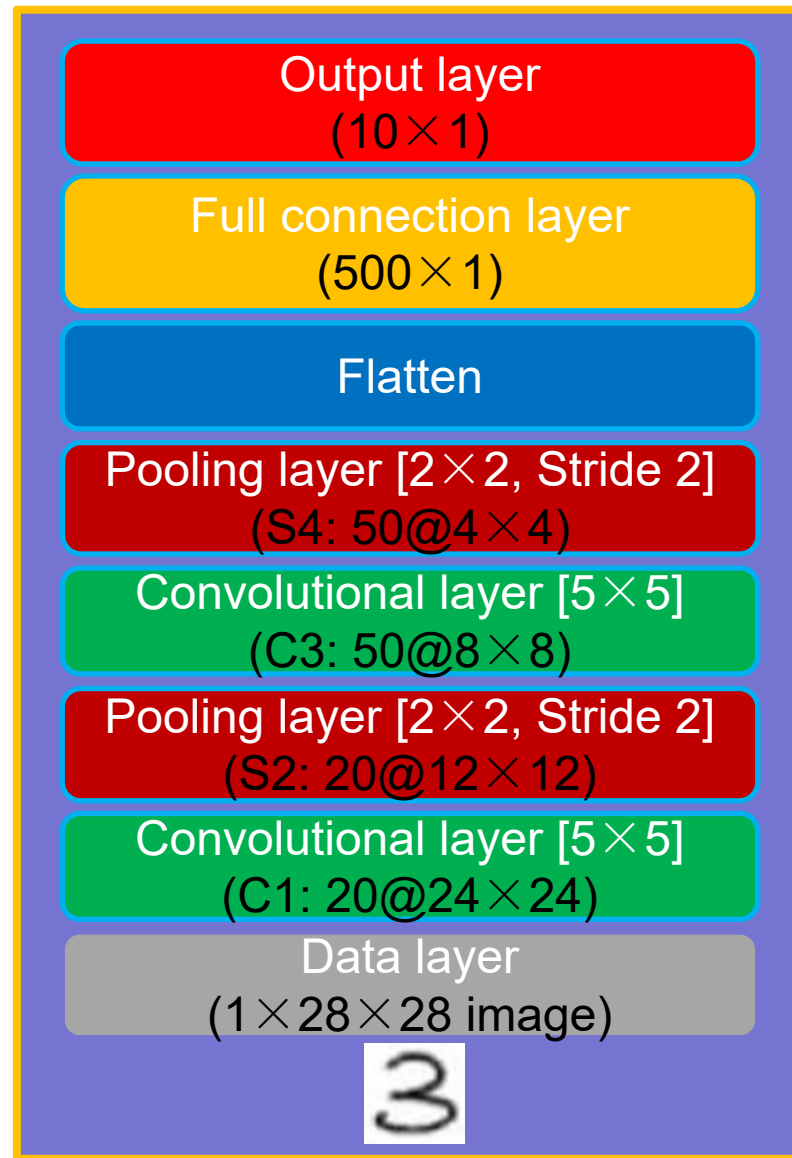 Output layer
(10×1)
Full connection layer
(500×1)
Flatten
Pooling layer [2×2, Stride 2]
(S4: 50@4×4)
Convolutional layer [5×5]
(C3: 50@8×8)
Pooling layer [2×2, Stride 2]
(S2: 20@12×12)
Convolutional layer [5×5]
(C1: 20@24×24)
Data layer
(1×28×28 image)
3